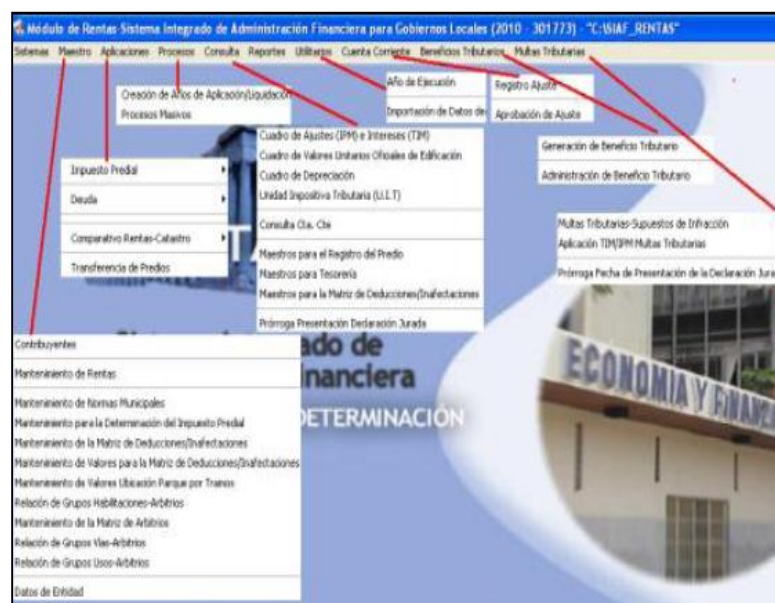 Módulo de Rentas-Sistema Integrado de Administración Financiera para Gobiernos Locales (2010 - 301773) - "C:\SIAF_RENTAS"
Sistemas Maestro Aplicaciones Procesos Consulta Reportes Utilitarios Cuenta Corriente Beneficios Tributarios Multas Tributarias
Creación de Años de Aplicación/Liquidación
Procesos Masivos
Año de Ejecución
Importación de Datos de
Registro Ajuste
Aprobación de Ajuste
Generación de Beneficio Tributario
Administración de Beneficio Tributario
Impuesto Predial
Deuda
Comparativo Rentas-Catastro
Transferencia de Predios
Cuadro de Ajustes (IPM) e Intereses (TIM)
Cuadro de Valores Unitarios Oficiales de Edificación
Cuadro de Depreciación
Unidad Impositiva Tributaria (U.I.T)
Consulta Cta. Cte
Maestros para el Registro del Predio
Maestros para Tesorería
Maestros para la Matriz de Deducciones/Inafectaciones
Prórroga Presentación Declaración Jurada
Multas Tributarias-Supuestos de Infracción
Aplicación TIM/IPM Multas Tributarias
Prórroga Fecha de Presentación de la Declaración Jura
Contribuyentes
Mantenimiento de Rentas
Mantenimiento de Normas Municipales
Mantenimiento para la Determinación del Impuesto Predial
Mantenimiento de la Matriz de Deducciones/Inafectaciones
Mantenimiento de Valores para la Matriz de Deducciones/Inafectaciones
Mantenimiento de Valores Ubicación Parque por Tramos
Relación de Grupos Habilitaciones-Arbitrios
Mantenimiento de la Matriz de Arbitrios
Relación de Grupos Vias-Arbitrios
Relación de Grupos Usos-Arbitrios
Datos de Entidad
ado de
inanciera
DETERMINACIÓN
ECONOMIA Y FINANZA